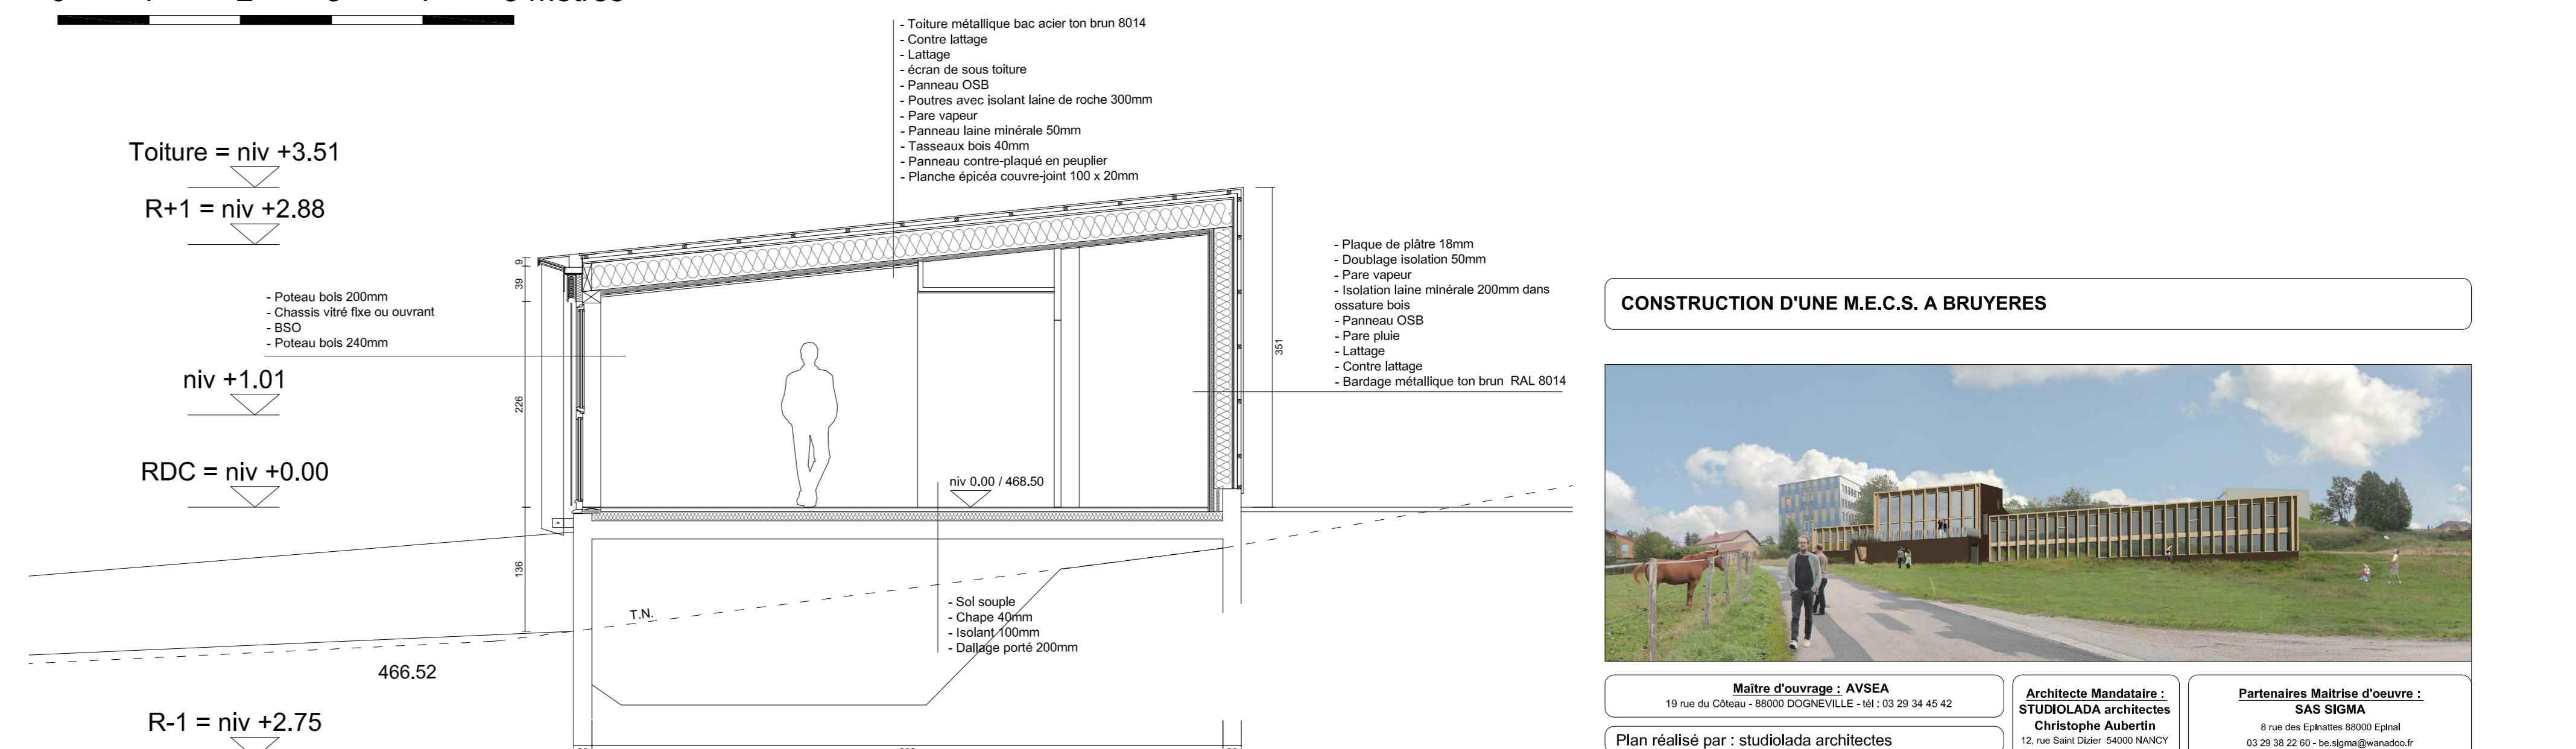 - Toiture métallique bac acier ton brun 8014
- Contre lattage
- Lattage
- écran de sous toiture
- Panneau OSB
- Poutres avec isolant laine de roche 300mm
- Pare vapeur
- Panneau laine minérale 50mm
- Tasseaux bois 40mm
- Panneau contre-plaqué en peuplier
- Planche épicéa couvre-joint 100 x 20mm
Toiture = niv +3.51
R+1 = niv +2.88
niv +1.01
RDC = niv +0.00
466.52
R-1 = niv +2.75
- Poteau bois 200mm
- Chassis vitré fixe ou ouvrant
- BSO
- Poteau bois 240mm
9
39
226
136
351
niv 0.00 / 468.50
T.N.
- Sol souple
- Chape 40mm
- Isolant 100mm
- Dallage porté 200mm
- Plaque de plâtre 18mm
- Doublage isolation 50mm
- Pare vapeur
- Isolation laine minérale 200mm dans
ossature bois
- Panneau OSB
- Pare pluie
- Lattage
- Contre lattage
- Bardage métallique ton brun RAL 8014
CONSTRUCTION D'UNE M.E.C.S. A BRUYERES
Maître d'ouvrage : AVSEA
19 rue du Côteau - 88000 DOGNEVILLE - tél : 03 29 34 45 42
Plan réalisé par : studiolada architectes
Architecte Mandataire :
STUDIOLADA architectes
Christophe Aubertin
12, rue Saint Dizier 54000 NANCY
Partenaires Maitrise d'oeuvre :
SAS SIGMA
8 rue des Epinattes 88000 Epinal
03 29 38 22 60 - be.sigma@wanadoo.fr